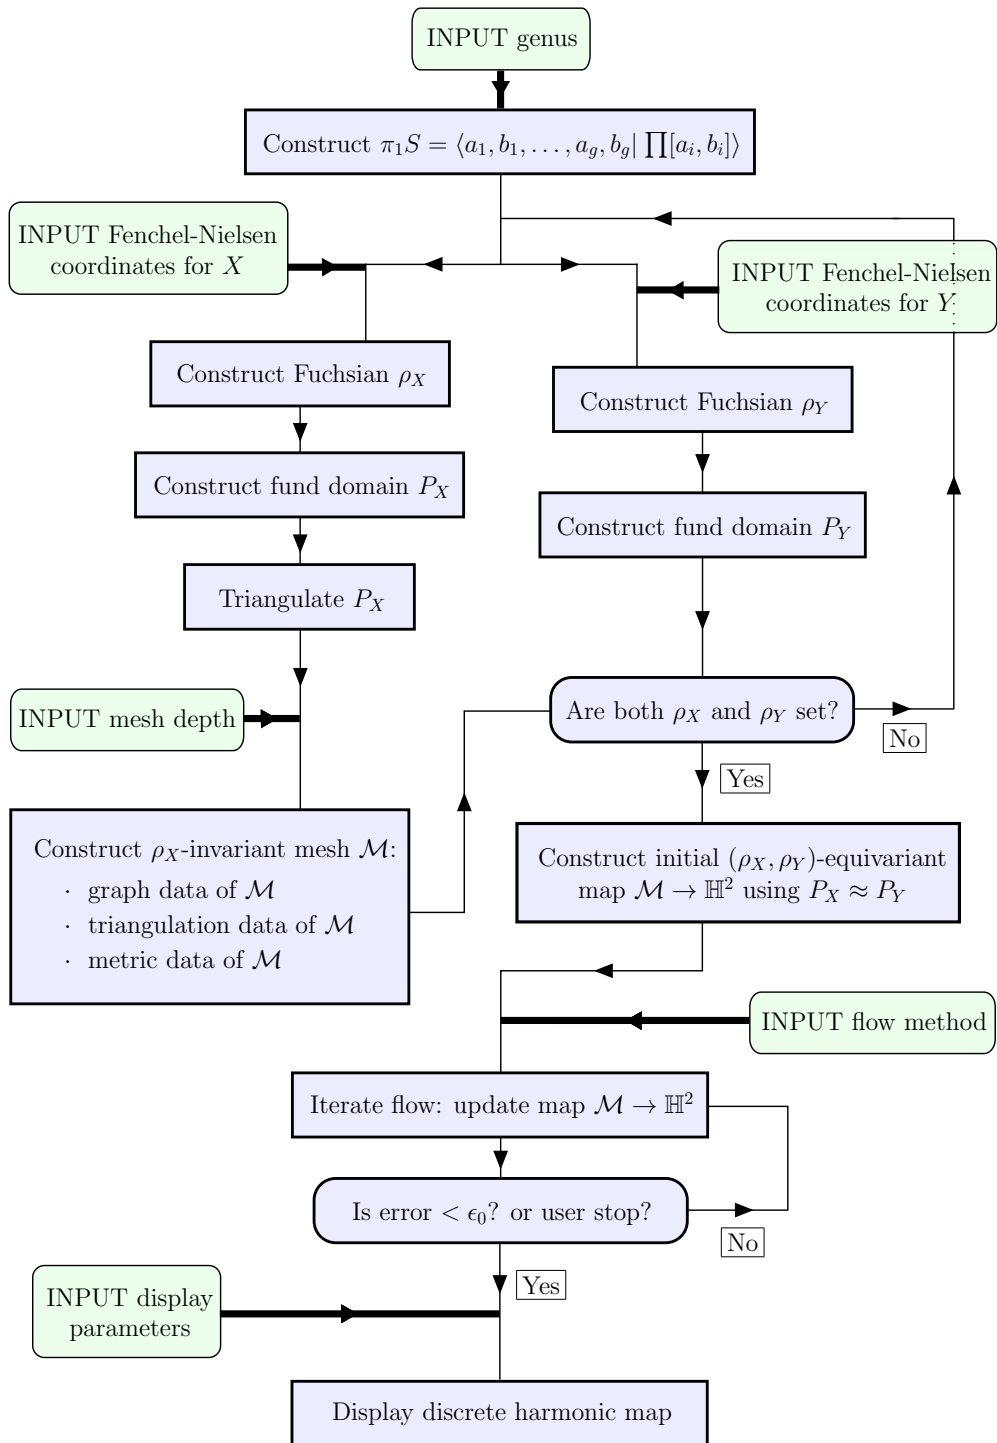 INPUT genus
Construct π₁S = ⟨a₁, b₁, …, a_g, b_g| ∏[a_i, b_i]⟩
INPUT Fenchel-Nielsen
coordinates for X
INPUT Fenchel-Nielsen
coordinates for Y
Construct Fuchsian ρ_X
Construct Fuchsian ρ_Y
Construct fund domain P_X
Construct fund domain P_Y
Triangulate P_X
INPUT mesh depth
Are both ρ_X and ρ_Y set?
No
Yes
Construct ρ_X-invariant mesh ℳ:
· graph data of ℳ
· triangulation data of ℳ
· metric data of ℳ
Construct initial (ρ_X, ρ_Y)-equivariant
map ℳ → ℍ² using P_X ≈ P_Y
INPUT flow method
Iterate flow: update map ℳ → ℍ²
Is error < ϵ₀? or user stop?
No
Yes
INPUT display
parameters
Display discrete harmonic map